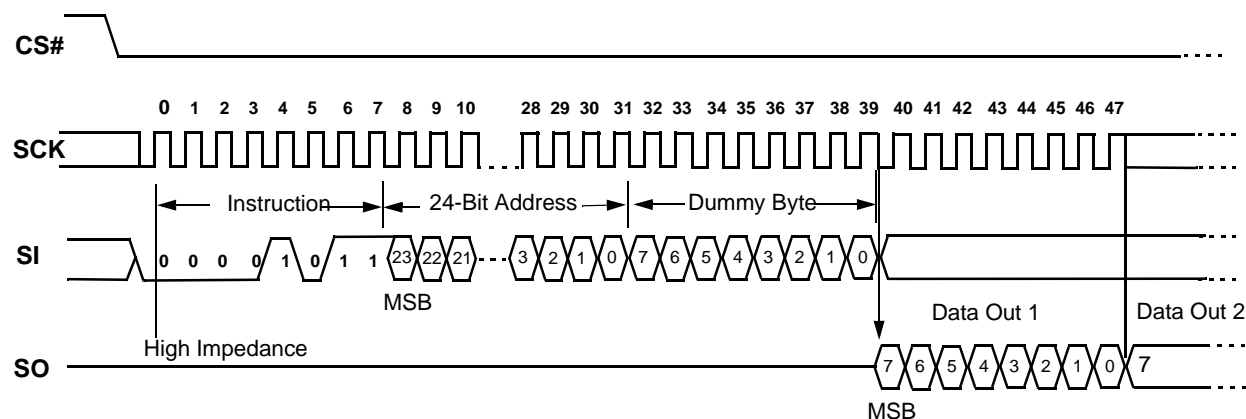 CS#
0 1 2 3 4 5 6 7 8 9 10 28 29 30 31 32 33 34 35 36 37 38 39 40 41 42 43 44 45 46 47
SCK
Instruction 24-Bit Address Dummy Byte
SI 0 0 0 0 1 0 1 1 23 22 21 3 2 1 0 7 6 5 4 3 2 1 0
MSB Data Out 1 Data Out 2
High Impedance
SO 7 6 5 4 3 2 1 0 7
MSB